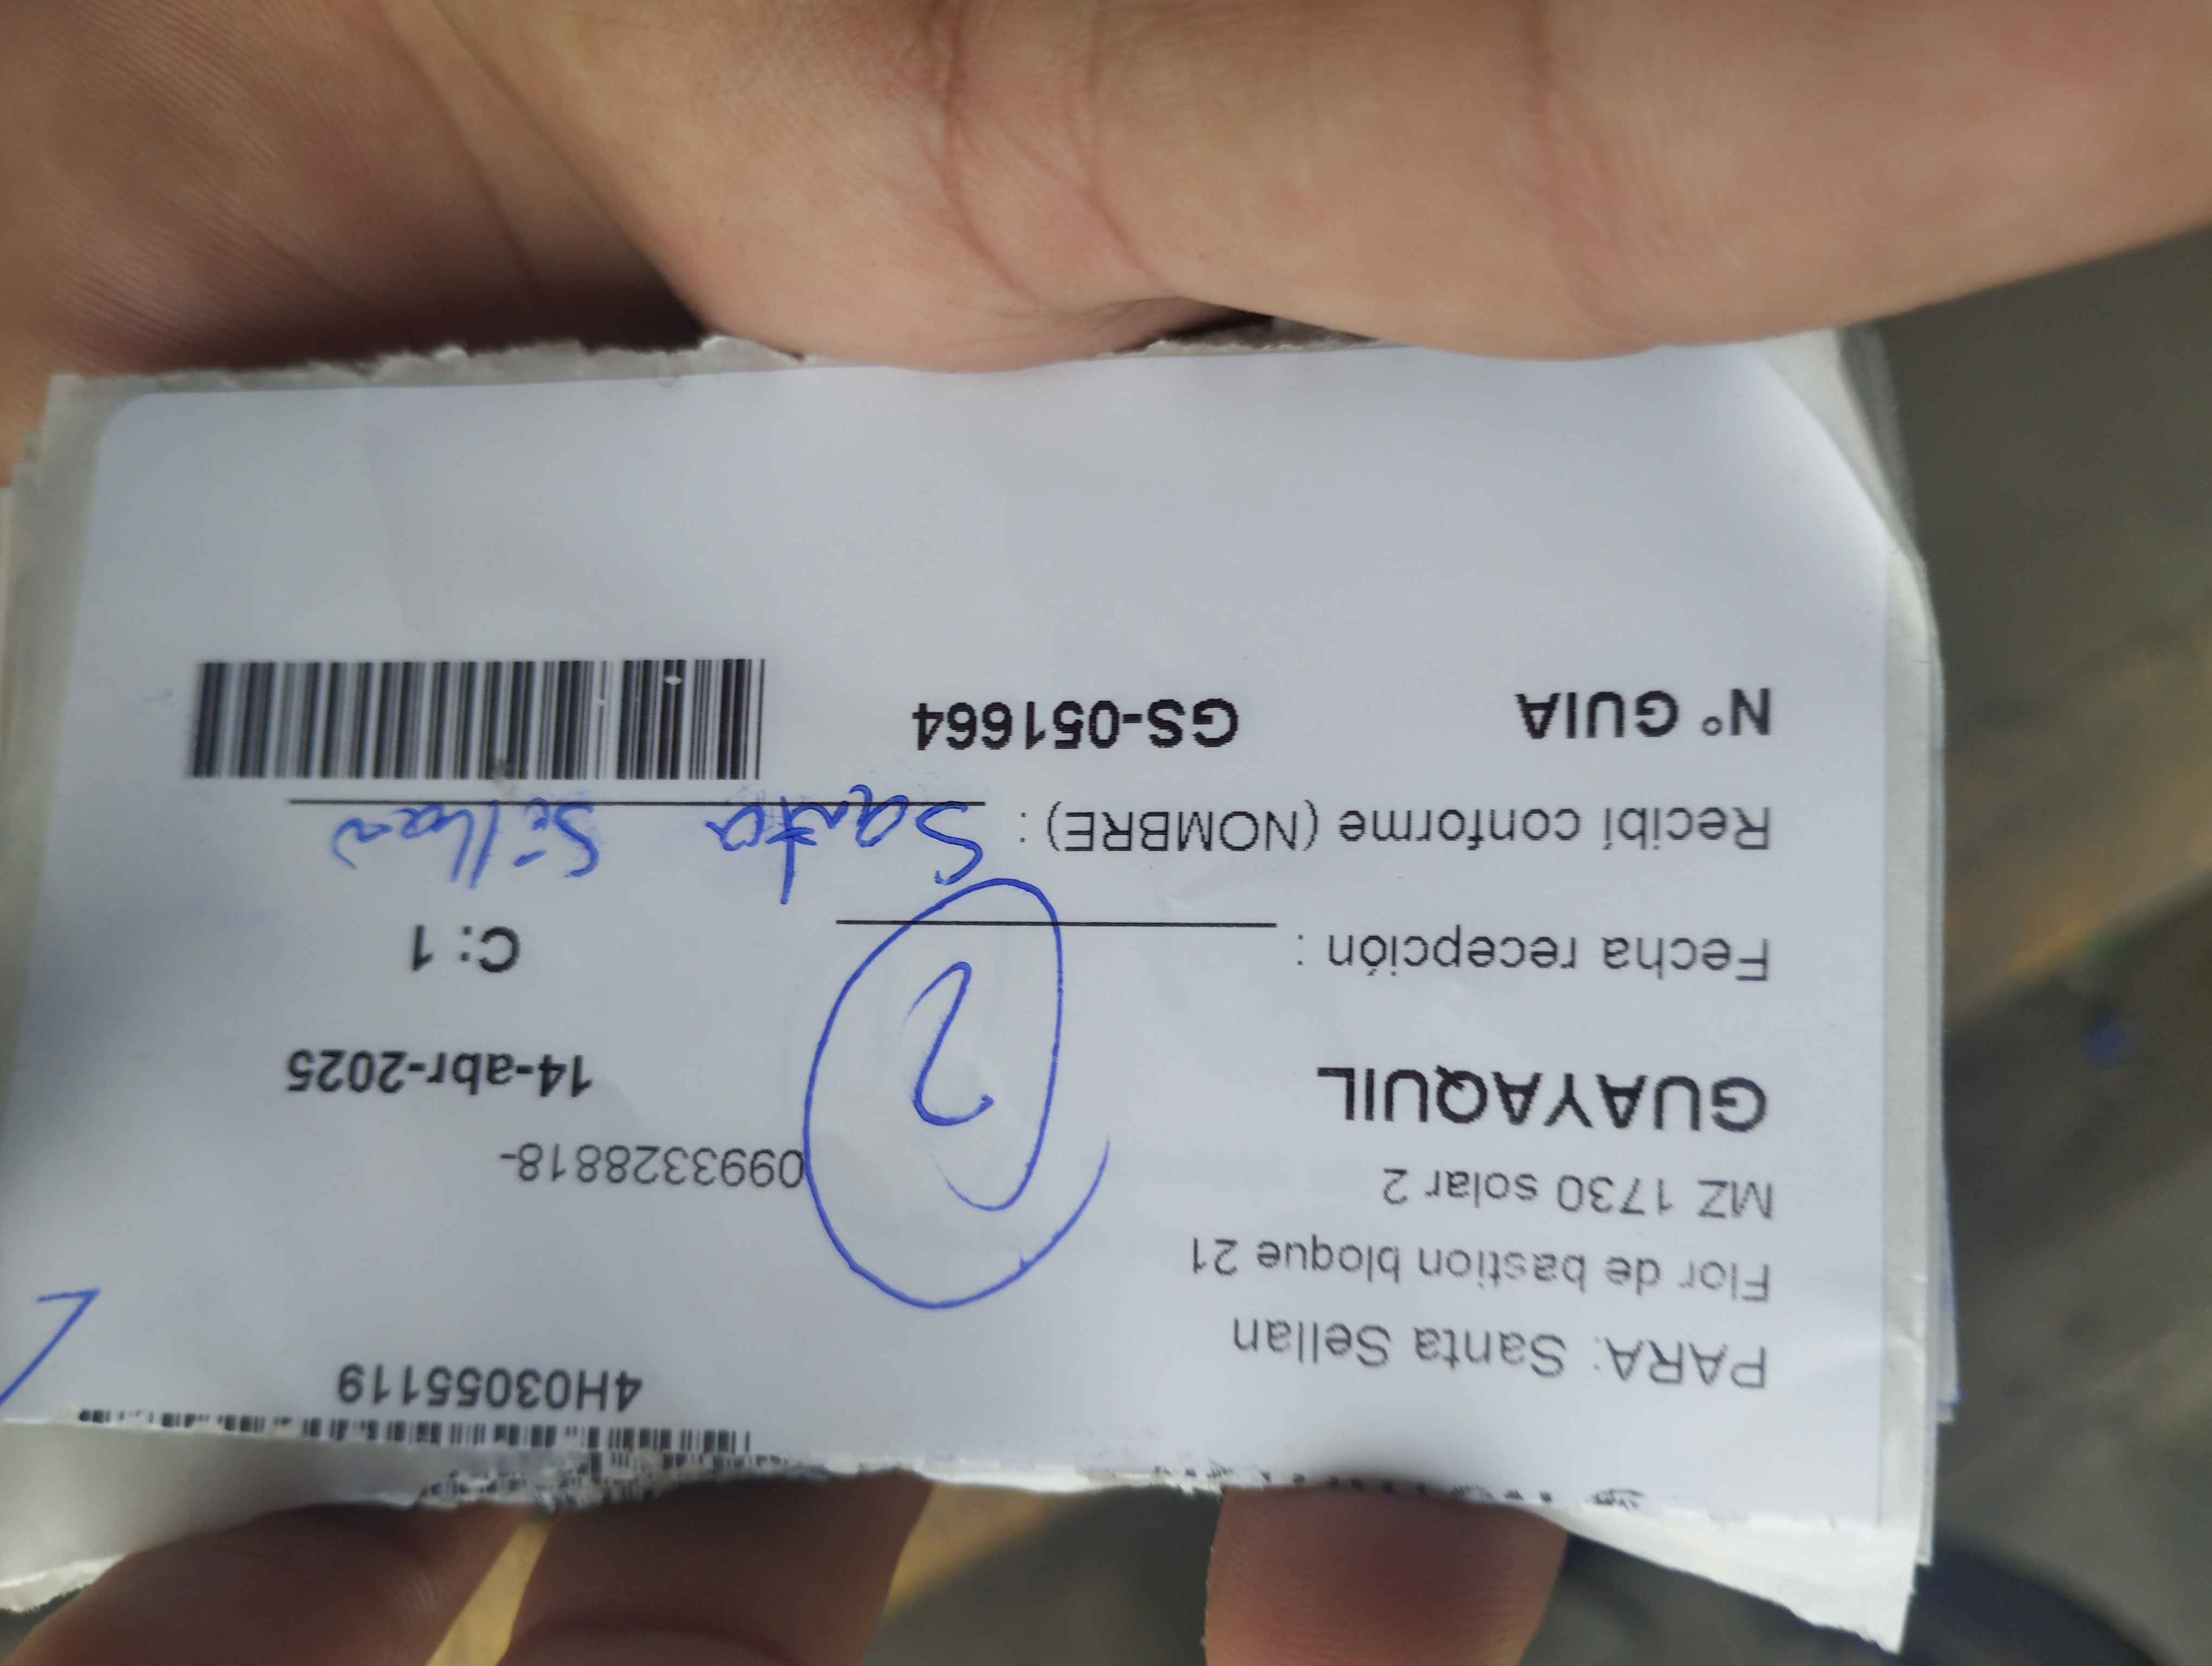 4H03055119
PARA: Santa Sellan
Flor de bastion bloque 21
MZ 1730 solar 2
0993328818-
GUAYAQUIL
14-abr-2025
2
Fecha recepción :
C: 1
Recibí conforme (NOMBRE) : Santa Sellan
N° GUIA GS-051664